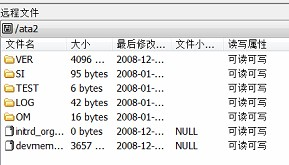 远程文件
/ata2
文件名 大小 最后修改... 文件小... 读写属性
VER 4096 ... 2008-12-... 可读可写
SI 95 bytes 2008-01-... 可读可写
TEST 6 bytes 2008-01-... 可读可写
LOG 42 bytes 2008-01-... 可读可写
OM 16 bytes 2008-01-... 可读可写
initrd_org... 0 bytes 2008-12-... NULL 可读可写
devmem... 3657 ... 2008-12-... NULL 可读可写